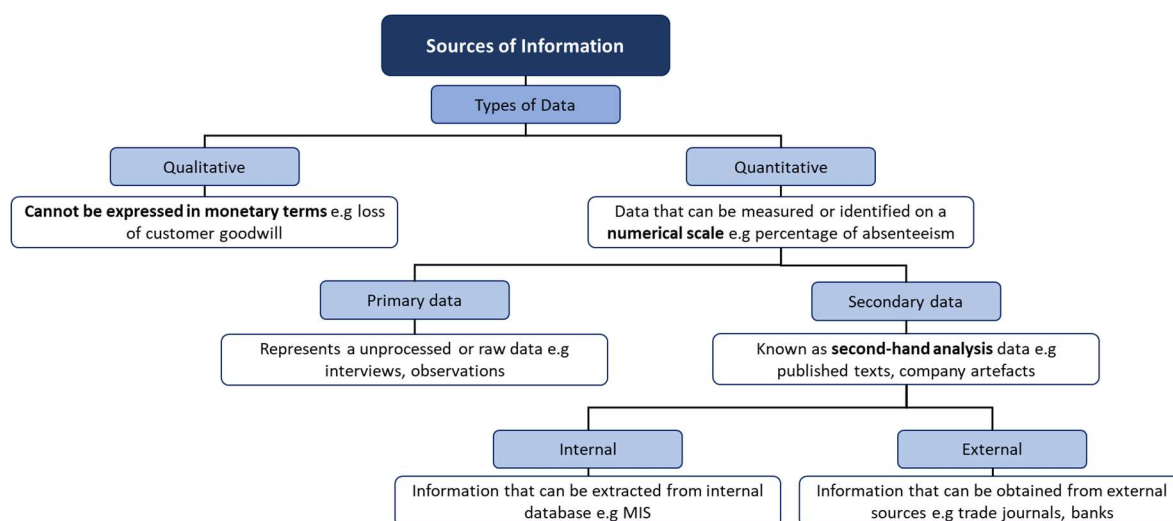 Sources of Information
Types of Data
Qualitative
Quantitative
Cannot be expressed in monetary terms e.g loss
of customer goodwill
Data that can be measured or identified on a
numerical scale e.g percentage of absenteeism
Primary data
Secondary data
Represents a unprocessed or raw data e.g
interviews, observations
Known as second-hand analysis data e.g
published texts, company artefacts
Internal
External
Information that can be extracted from internal
database e.g MIS
Information that can be obtained from external
sources e.g trade journals, banks